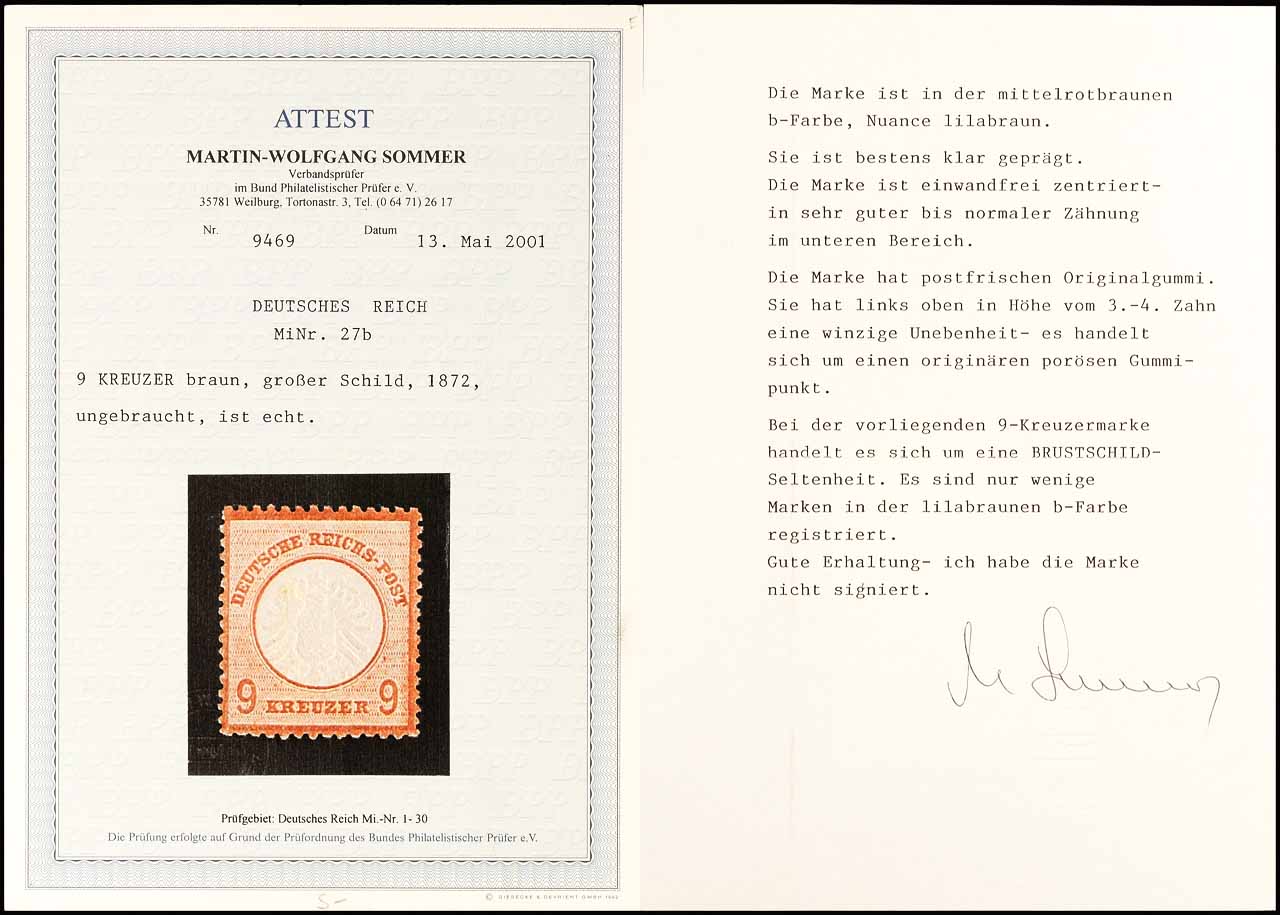 ATTEST
MARTIN-WOLFGANG SOMMER
Verbandsprüfer
im Bund Philatelistischer Prüfer e. V.
35781 Weilburg, Tortonastr. 3, Tel. (0 64 71) 26 17
Nr. 9469 Datum 13. Mai 2001
DEUTSCHES REICH
MiNr. 27b
9 KREUZER braun, großer Schild, 1872,
ungebraucht, ist echt.
DEUTSCHE REICHS-POST
9 KREUZER 9
Prüfgebiet: Deutsches Reich Mi.-Nr. 1- 30
Die Prüfung erfolgte auf Grund der Prüfordnung des Bundes Philatelistischer Prüfer e.V.
Die Marke ist in der mittelrotbraunen
b-Farbe, Nuance lilabraun.
Sie ist bestens klar geprägt.
Die Marke ist einwandfrei zentriert-
in sehr guter bis normaler Zähnung
im unteren Bereich.
Die Marke hat postfrischen Originalgummi.
Sie hat links oben in Höhe vom 3.-4. Zahn
eine winzige Unebenheit- es handelt
sich um einen originären porösen Gummi-
punkt.
Bei der vorliegenden 9-Kreuzermarke
handelt es sich um eine BRUSTSCHILD-
Seltenheit. Es sind nur wenige
Marken in der lilabraunen b-Farbe
registriert.
Gute Erhaltung- ich habe die Marke
nicht signiert.